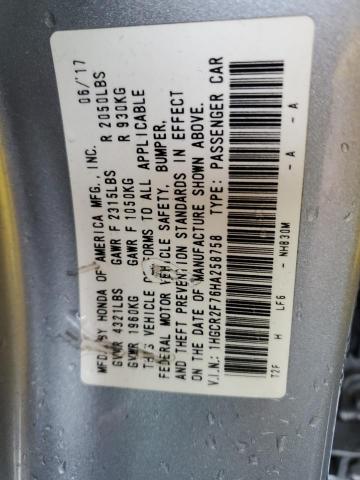 MFD. BY HONDA OF AMERICA MFG., INC. 06/'17
GVWR 4321LBS GAWR F 2315LBS R 2050LBS
GVWR 1960KG GAWR F 1050KG R 930KG
THIS VEHICLE CONFORMS TO ALL APPLICABLE
FEDERAL MOTOR VEHICLE SAFETY, BUMPER,
AND THEFT PREVENTION STANDARDS IN EFFECT
ON THE DATE OF MANUFACTURE SHOWN ABOVE.
V.I.N.: 1HGCR2F76HA258758 TYPE: PASSENGER CAR
NH830M - A - A
T2F H LF6